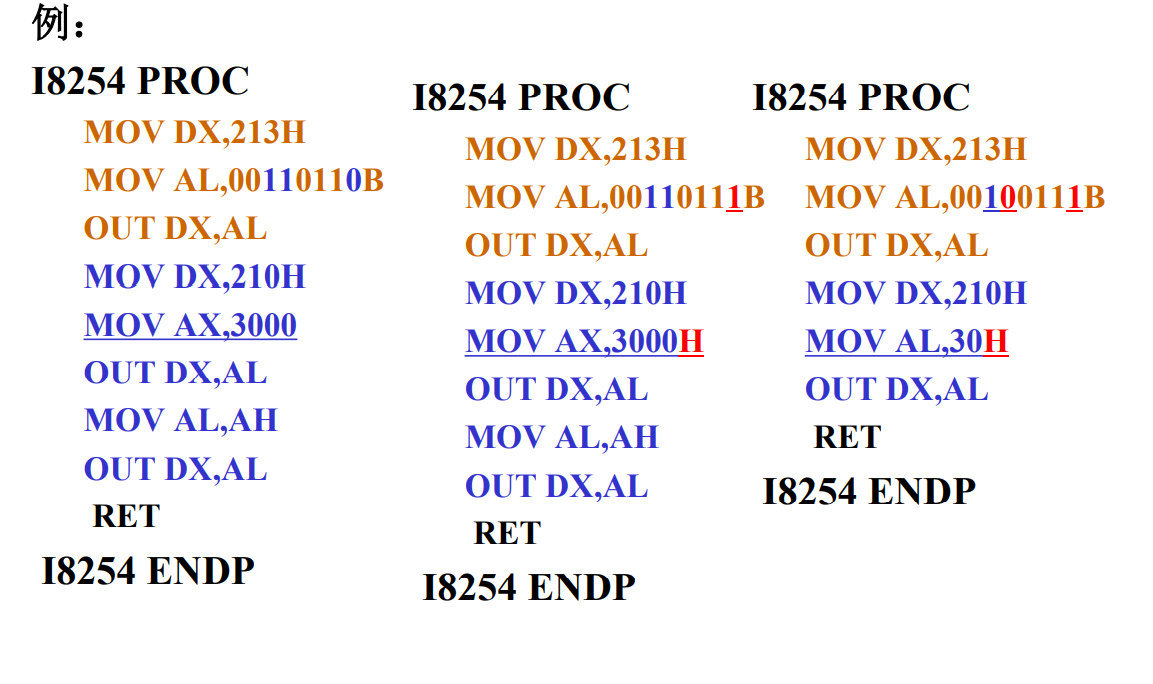 例：
I8254 PROC
MOV DX,213H
MOV AL,00110110B
OUT DX,AL
MOV DX,210H
MOV AX,3000
OUT DX,AL
MOV AL,AH
OUT DX,AL
RET
I8254 ENDP
I8254 PROC
MOV DX,213H
MOV AL,00110111B
OUT DX,AL
MOV DX,210H
MOV AX,3000H
OUT DX,AL
MOV AL,AH
OUT DX,AL
RET
I8254 ENDP
I8254 PROC
MOV DX,213H
MOV AL,00100111B
OUT DX,AL
MOV DX,210H
MOV AL,30H
OUT DX,AL
RET
I8254 ENDP